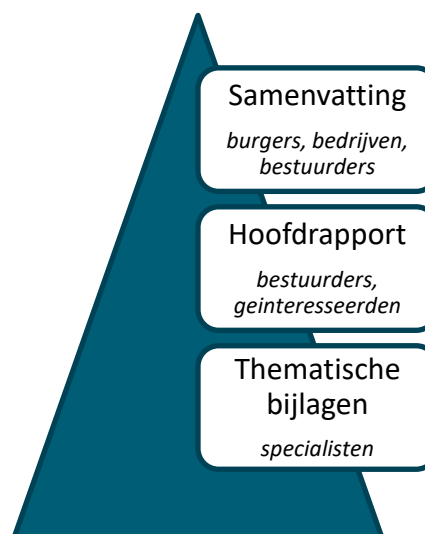 Samenvatting
burgers, bedrijven,
bestuurders
Hoofdrapport
bestuurders,
geinteresseerden
Thematische
bijlagen
specialisten